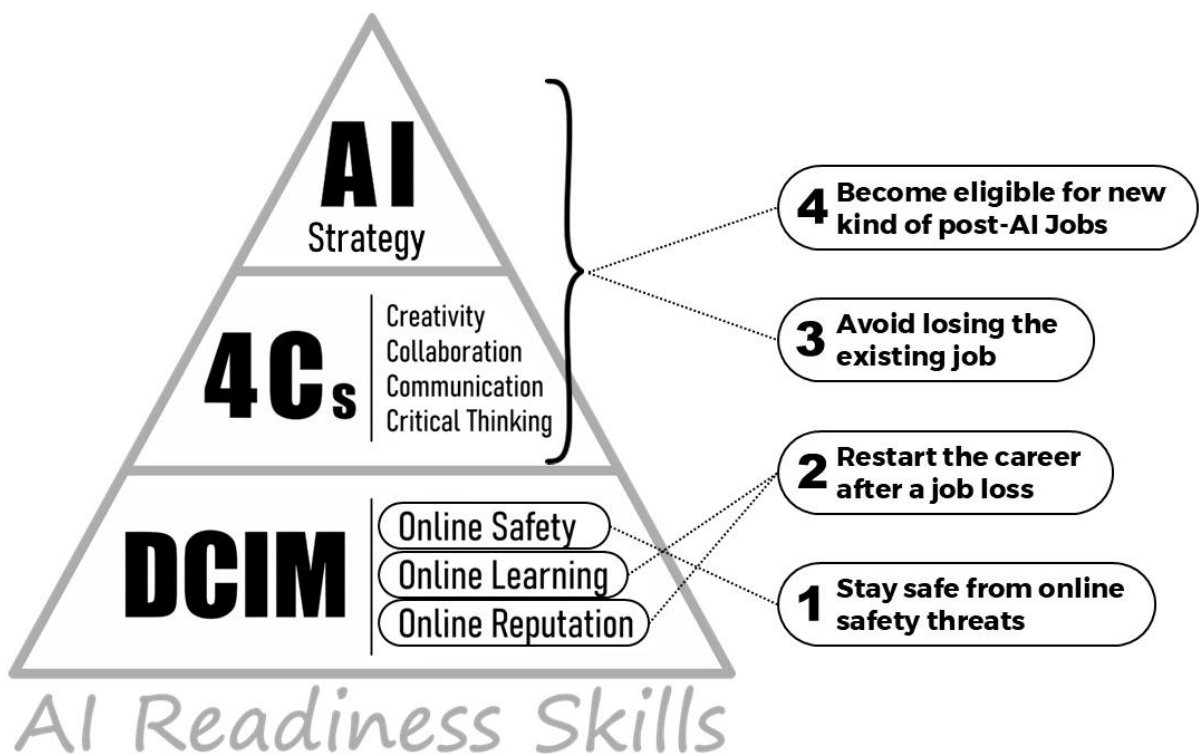 AI
Strategy
4Cs
Creativity
Collaboration
Communication
Critical Thinking
DCIM
Online Safety
Online Learning
Online Reputation
AI Readiness Skills
4 Become eligible for new
kind of post-AI Jobs
3 Avoid losing the
existing job
2 Restart the career
after a job loss
1 Stay safe from online
safety threats